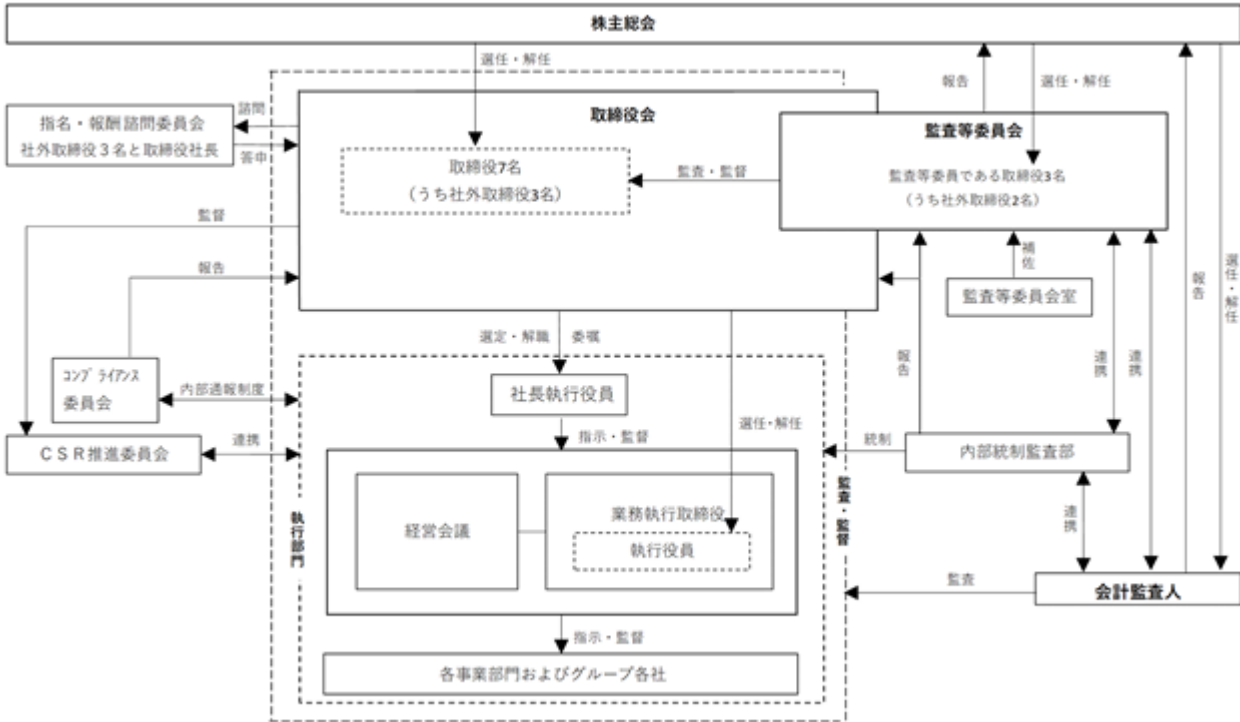 株主総会
選任・解任
報告
選任・解任
諮問
指名・報酬諮問委員会
社外取締役３名と取締役社長
答申
取締役会
取締役7名
（うち社外取締役3名）
監査・監督
監査等委員会
監査等委員である取締役3名
（うち社外取締役2名）
監督
報告
補佐
監査等委員会室
報告
選任・解任
選定・解職
委嘱
報告
連携
連携
コンプライアンス
委員会
内部通報制度
社長執行役員
選任・解任
指示・監督
統制
内部統制監査部
CSR推進委員会
連携
執行部門
経営会議
業務執行取締役
執行役員
監査・監督
連携
監査
会計監査人
指示・監督
各事業部門およびグループ各社